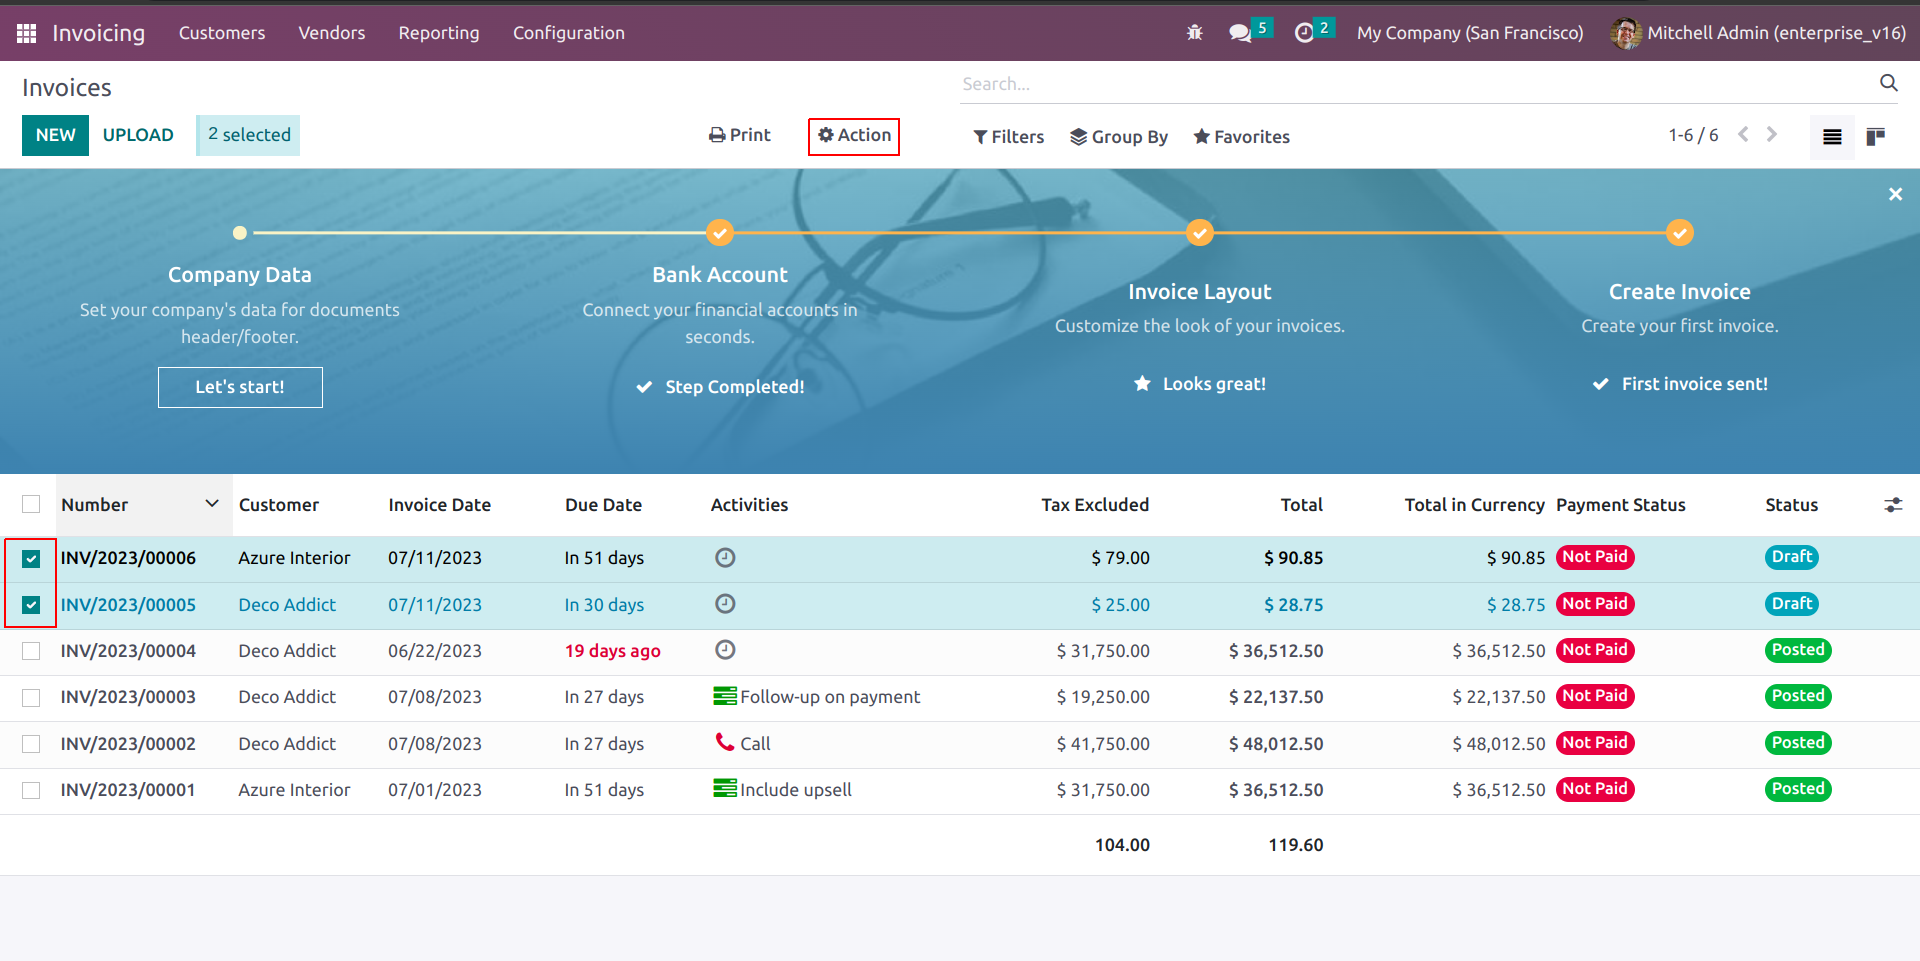 Invoicing Customers Vendors Reporting Configuration 5 2 My Company (San Francisco) Mitchell Admin (enterprise_v16)
Invoices Search...
NEW UPLOAD 2 selected Print Action Filters Group By Favorites 1-6 / 6
Company Data Bank Account Invoice Layout Create Invoice
Set your company's data for documents header/footer.
Connect your financial accounts in seconds.
Customize the look of your invoices.
Create your first invoice.
Let's start! Step Completed! Looks great! First invoice sent!
Number Customer Invoice Date Due Date Activities Tax Excluded Total Total in Currency Payment Status Status
INV/2023/00006 Azure Interior 07/11/2023 In 51 days $ 79.00 $ 90.85 $ 90.85 Not Paid Draft
INV/2023/00005 Deco Addict 07/11/2023 In 30 days $ 25.00 $ 28.75 $ 28.75 Not Paid Draft
INV/2023/00004 Deco Addict 06/22/2023 19 days ago $ 31,750.00 $ 36,512.50 $ 36,512.50 Not Paid Posted
INV/2023/00003 Deco Addict 07/08/2023 In 27 days Follow-up on payment $ 19,250.00 $ 22,137.50 $ 22,137.50 Not Paid Posted
INV/2023/00002 Deco Addict 07/08/2023 In 27 days Call $ 41,750.00 $ 48,012.50 $ 48,012.50 Not Paid Posted
INV/2023/00001 Azure Interior 07/01/2023 In 51 days Include upsell $ 31,750.00 $ 36,512.50 $ 36,512.50 Not Paid Posted
104.00 119.60